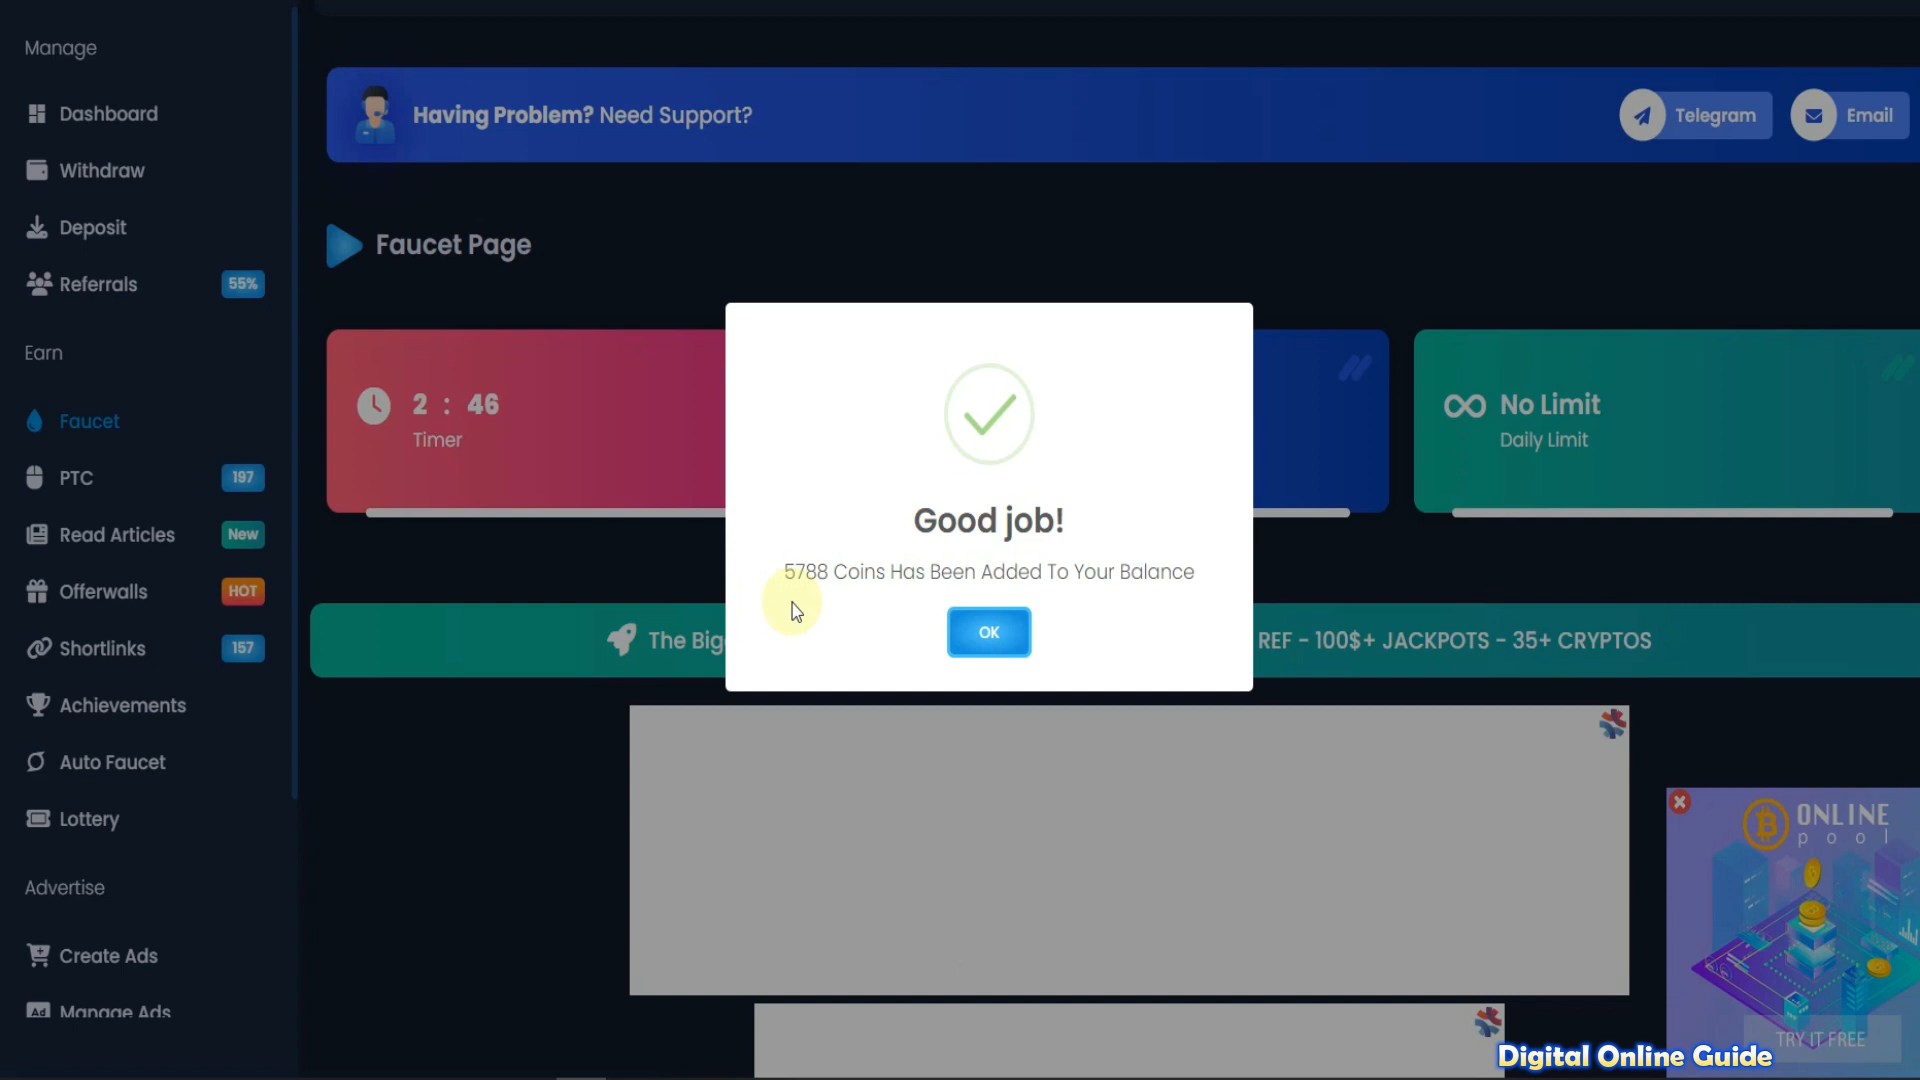 Manage
Dashboard
Withdraw
Deposit
Referrals 55%
Earn
Faucet
PTC 197
Read Articles New
Offerwalls HOT
Shortlinks 157
Achievements
Auto Faucet
Lottery
Advertise
Create Ads
Ad Manage Ads
Having Problem? Need Support?
Telegram
Email
Faucet Page
2 : 46
Timer
No Limit
Daily Limit
Good job!
5788 Coins Has Been Added To Your Balance
OK
The Big
REF - 100$+ JACKPOTS - 35+ CRYPTOS
ONLINE
pool
TRY IT FREE
Digital Online Guide